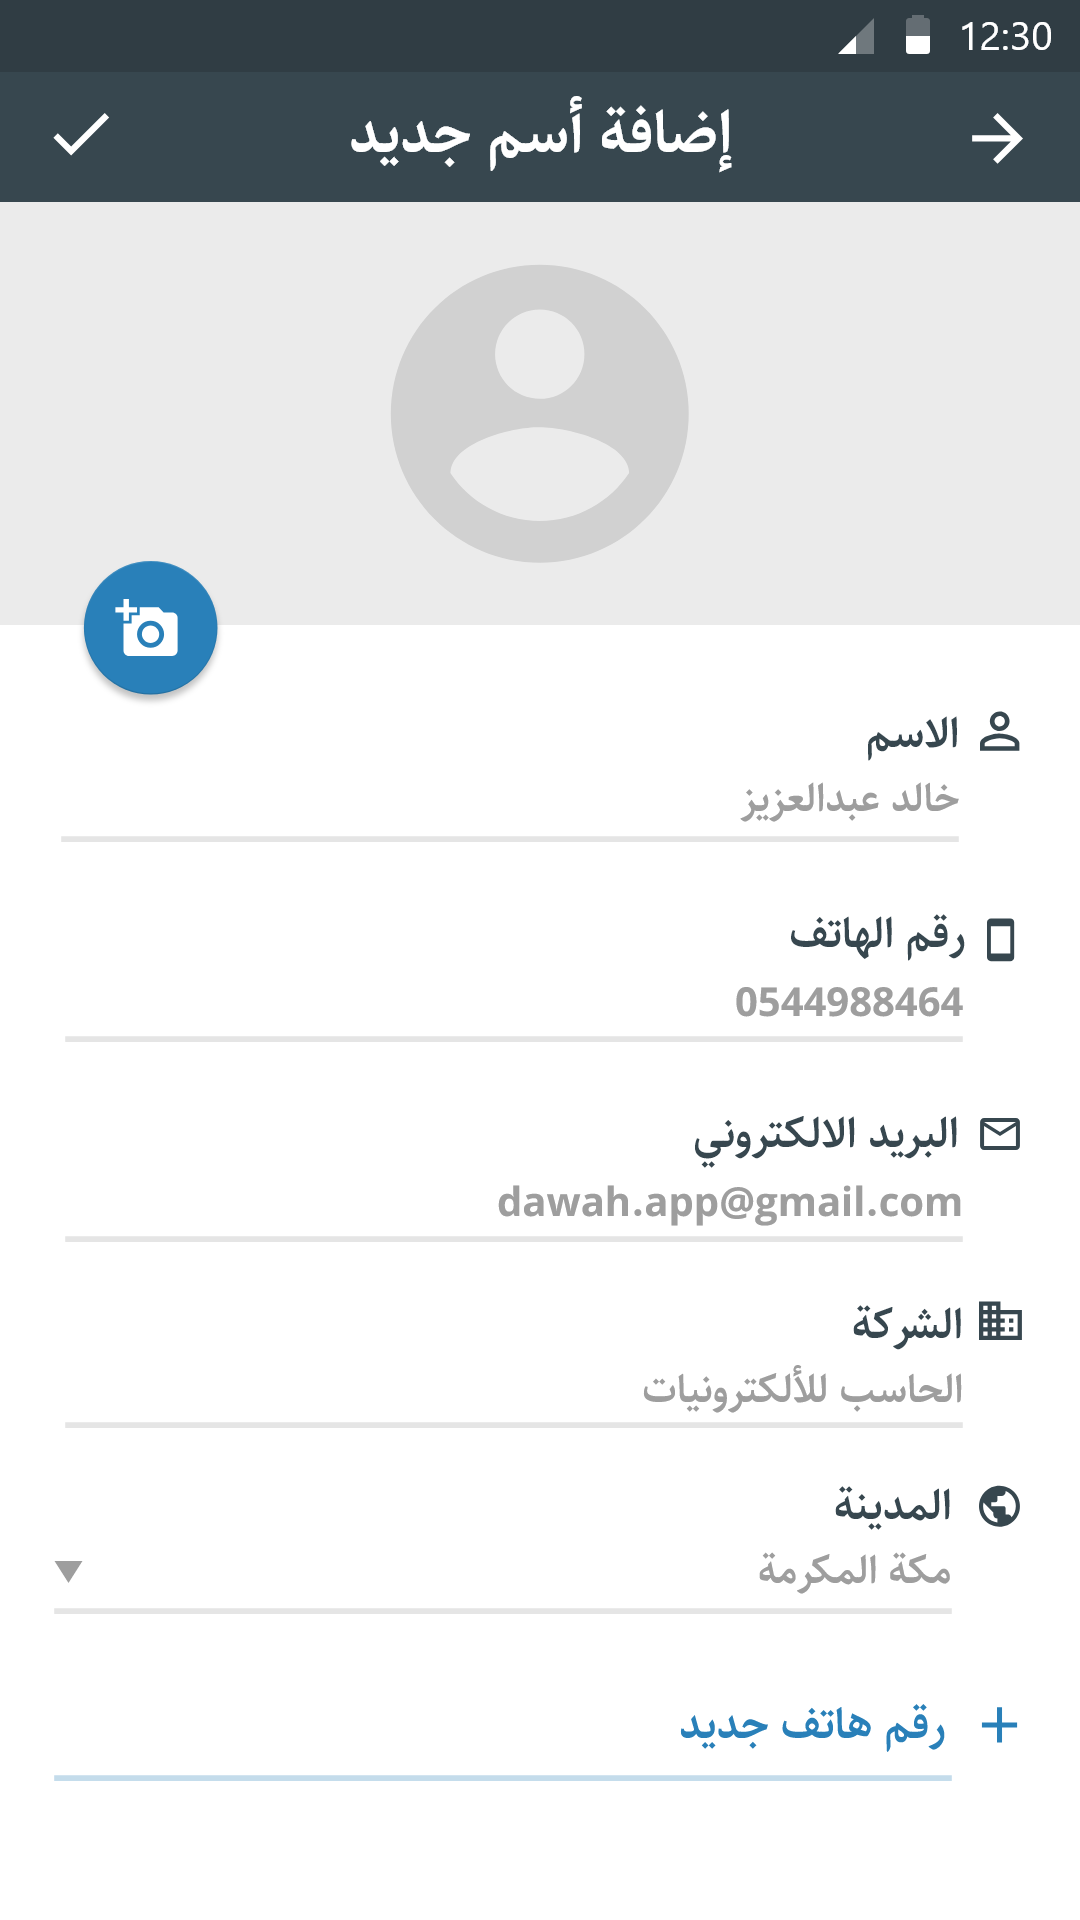 12:30
إضافة أسم جديد
الاسم
خالد عبدالعزيز
رقم الهاتف
0544988464
البريد الالكتروني
dawah.app@gmail.com
الشركة
الحاسب للألكترونيات
المدينة
مكة المكرمة
رقم هاتف جديد